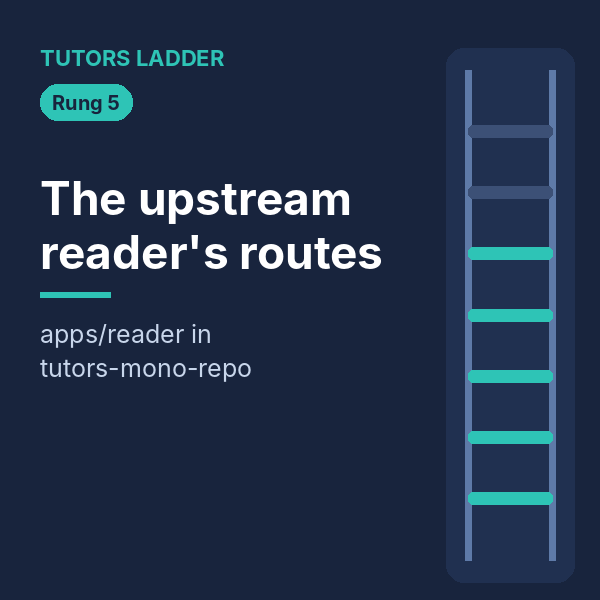 TUTORS LADDER
Rung 5
The upstream
reader's routes
apps/reader in
tutors-mono-repo